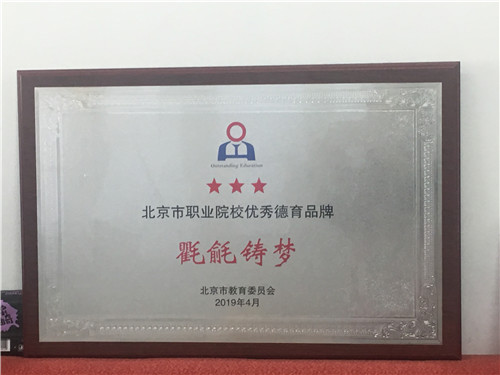 Outstanding Education
北京市职业院校优秀德育品牌
氍毹铸梦
北京市教育委员会
2019年4月